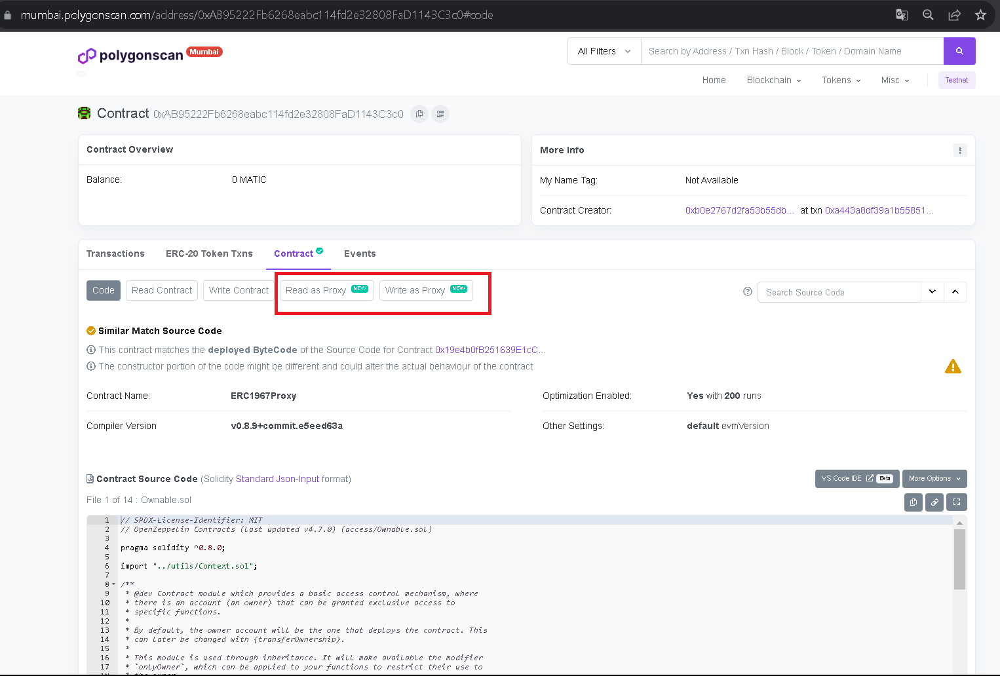 mumbai.polygonscan.com/address/0xAB95222Fb6268eabc114fd2e32808FaD1143C3c0#code
polygonscan Mumbai
All Filters Search by Address / Txn Hash / Block / Token / Domain Name
Home Blockchain Tokens Misc Testnet
Contract 0xAB95222Fb6268eabc114fd2e32808FaD1143C3c0
Contract Overview
Balance: 0 MATIC
More Info
My Name Tag: Not Available
Contract Creator: 0xb0e2767d2fa53b55db... at txn 0xa443a8df39a1b55851...
Transactions ERC-20 Token Txns Contract Events
Code Read Contract Write Contract Read as Proxy NEW Write as Proxy NEW Search Source Code
Similar Match Source Code
This contract matches the deployed ByteCode of the Source Code for Contract 0x19e4b0fB251639E1cC...
The constructor portion of the code might be different and could alter the actual behaviour of the contract
Contract Name: ERC1967Proxy Optimization Enabled: Yes with 200 runs
Compiler Version v0.8.9+commit.e5eed63a Other Settings: default evmVersion
Contract Source Code (Solidity Standard Json-Input format) VS Code IDE Beta More Options
File 1 of 14 : Ownable.sol
1 // SPDX-License-Identifier: MIT
2 // OpenZeppelin Contracts (last updated v4.7.0) (access/Ownable.sol)
3
4 pragma solidity ^0.8.0;
5
6 import "../utils/Context.sol";
7
8 /**
9 * @dev Contract module which provides a basic access control mechanism, where
10 * there is an account (an owner) that can be granted exclusive access to
11 * specific functions.
12 *
13 * By default, the owner account will be the one that deploys the contract. This
14 * can later be changed with {transferOwnership}.
15 *
16 * This module is used through inheritance. It will make available the modifier
17 * `onlyOwner`, which can be applied to your functions to restrict their use to